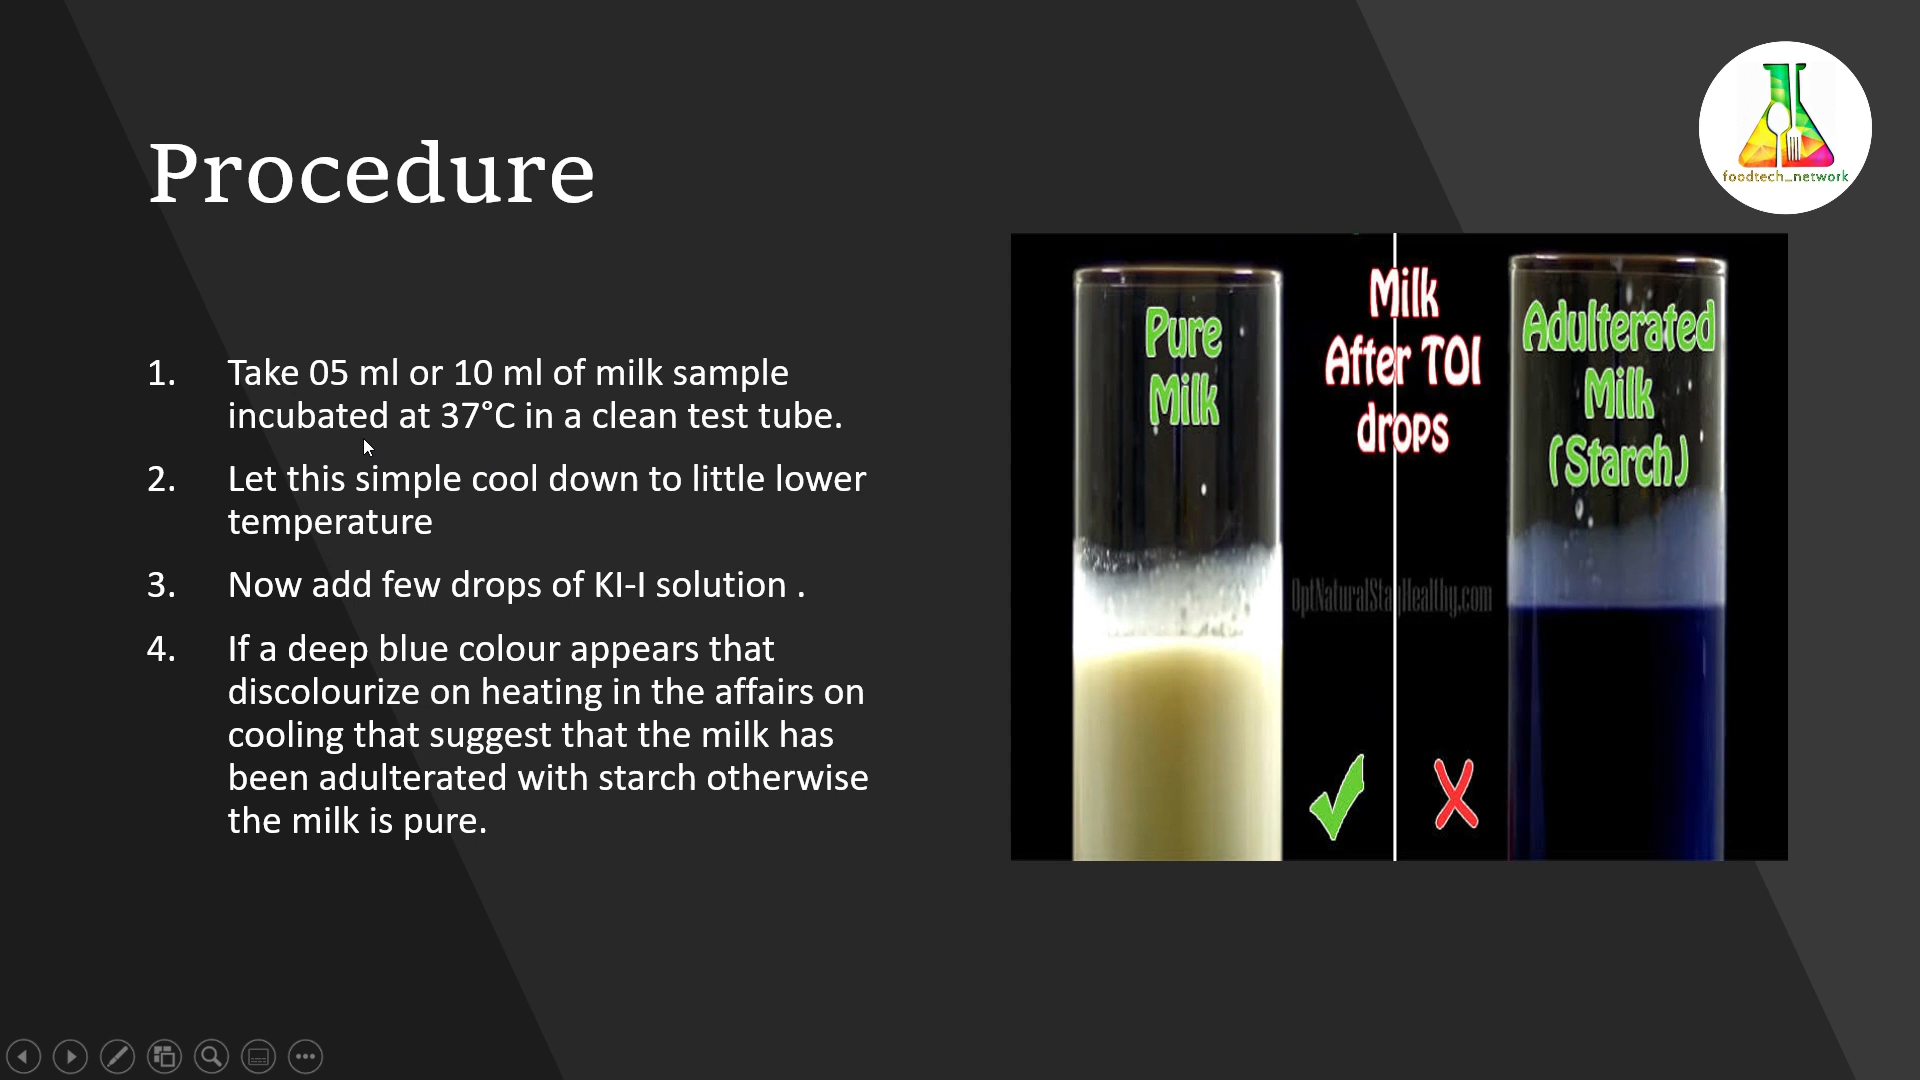 foodtech_network
Procedure
1. Take 05 ml or 10 ml of milk sample
incubated at 37°C in a clean test tube.
2. Let this simple cool down to little lower
temperature
3. Now add few drops of KI-I solution .
4. If a deep blue colour appears that
discolourize on heating in the affairs on
cooling that suggest that the milk has
been adulterated with starch otherwise
the milk is pure.
Pure
Milk
Milk
After TOI
drops
Adulterated
Milk
(Starch)
OptNaturalStayHealthy.com